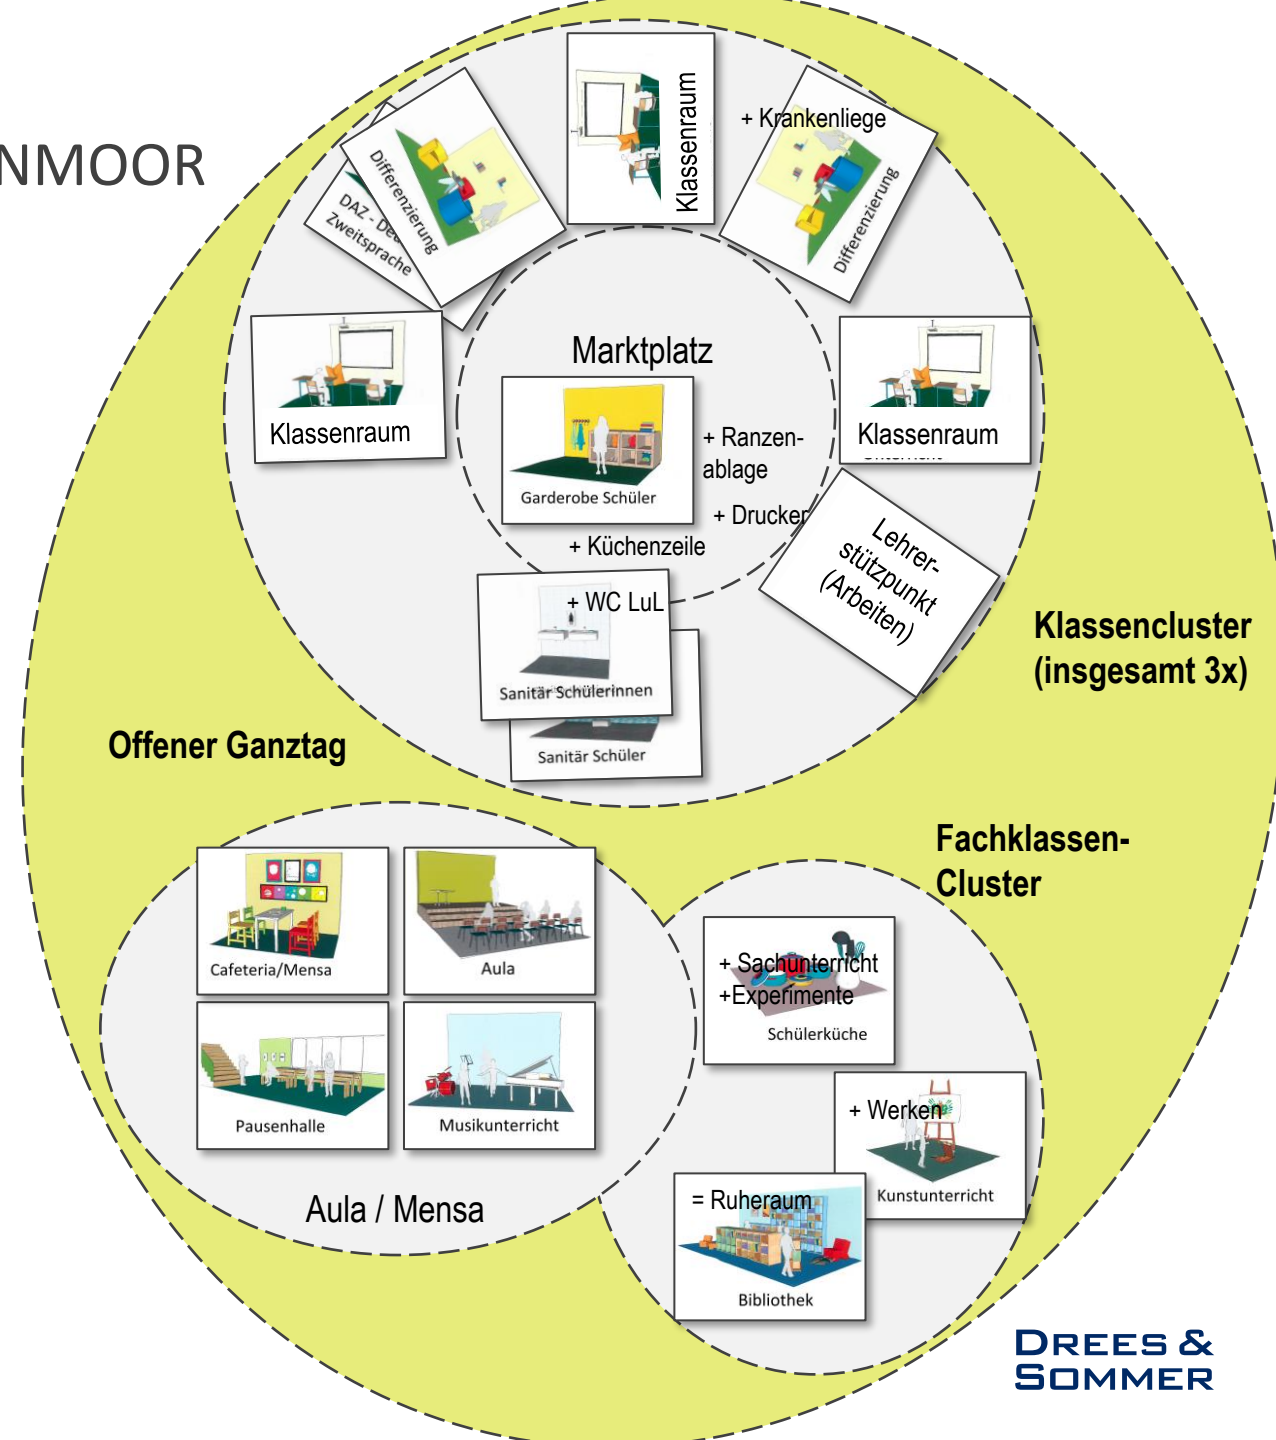 NMOOR
Klassenraum
+ Krankenliege
Differenzierung
Differenzierung
DAZ -
Zweitsprache
Klassenraum
Marktplatz
Garderobe Schüler
+ Ranzen-
ablage
+ Drucker
+ Küchenzeile
Klassenraum
Lehrer-
stützpunkt
(Arbeiten)
+ WC LuL
Sanitär Schülerinnen
Sanitär Schüler
Klassencluster
(insgesamt 3x)
Offener Ganztag
Fachklassen-
Cluster
Cafeteria/Mensa
Aula
Pausenhalle
Musikunterricht
Aula / Mensa
+ Sachunterricht
+Experimente
Schülerküche
+ Werken
Kunstunterricht
= Ruheraum
Bibliothek
DREES &
SOMMER